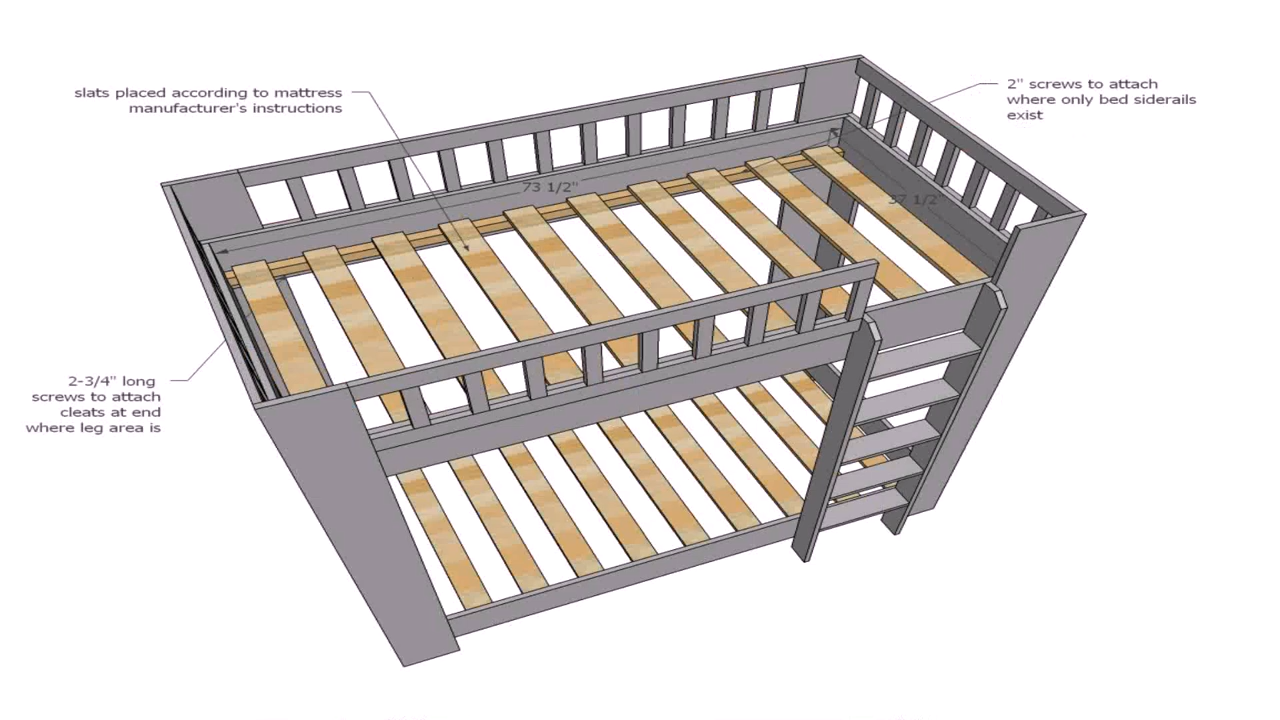 slats placed according to mattress
manufacturer's instructions
2" screws to attach
where only bed siderails
exist
73 1/2"
37 1/2"
2-3/4" long
screws to attach
cleats at end
where leg area is